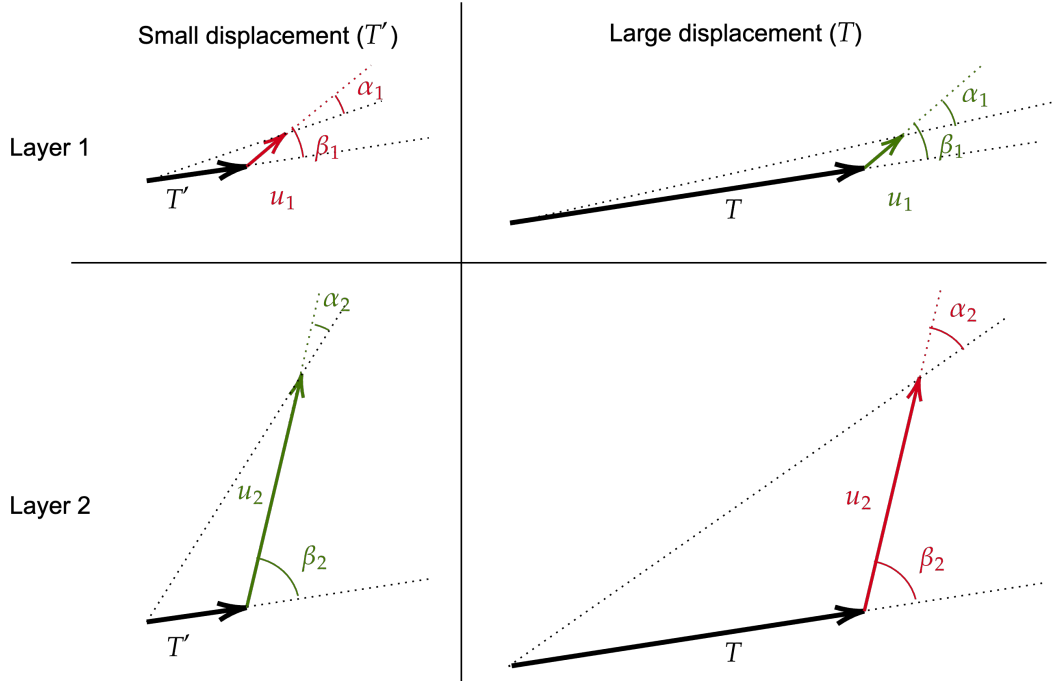 Small displacement (T′)
Large displacement (T)
Layer 1
α₁
β₁
T′
u₁
α₁
β₁
T
u₁
Layer 2
α₂
u₂
β₂
T′
α₂
u₂
β₂
T